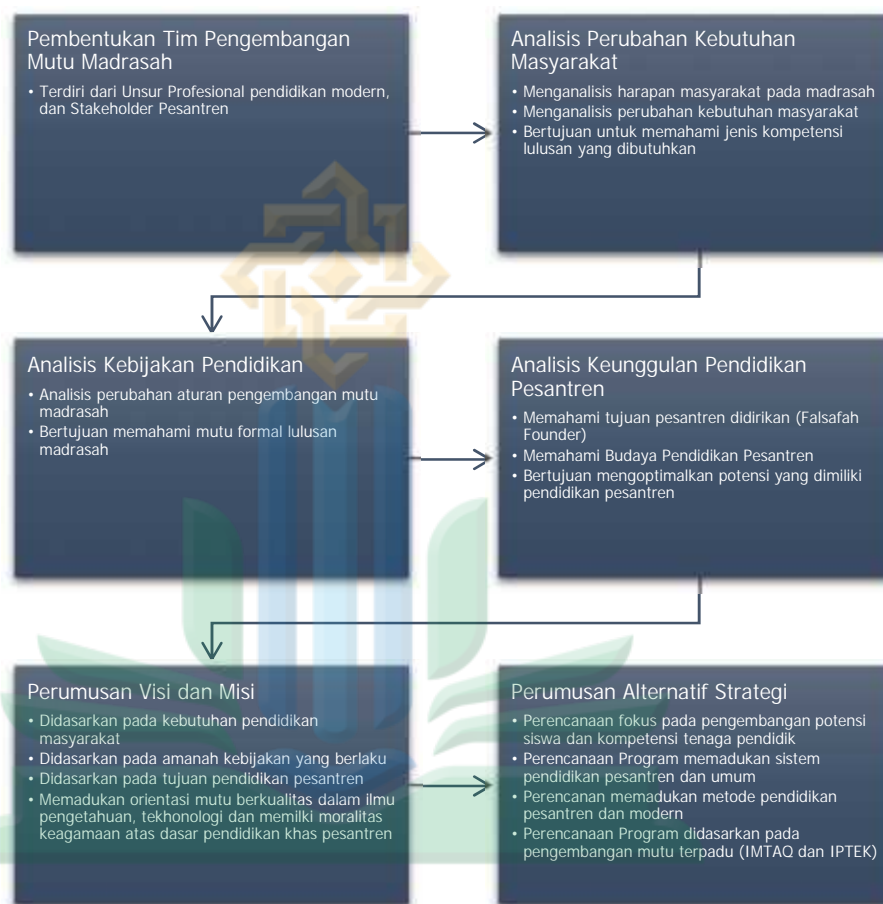 Pembentukan Tim Pengembangan
Mutu Madrasah
• Terdiri dari Unsur Profesional pendidikan modern,
dan Stakeholder Pesantren
Analisis Perubahan Kebutuhan
Masyarakat
• Menganalisis harapan masyarakat pada madrasah
• Menganalisis perubahan kebutuhan masyarakat
• Bertujuan untuk memahami jenis kompetensi
lulusan yang dibutuhkan
Analisis Kebijakan Pendidikan
• Analisis perubahan aturan pengembangan mutu
madrasah
• Bertujuan memahami mutu formal lulusan
madrasah
Analisis Keunggulan Pendidikan
Pesantren
• Memahami tujuan pesantren didirikan (Falsafah
Founder)
• Memahami Budaya Pendidikan Pesantren
• Bertujuan mengoptimalkan potensi yang dimiliki
pendidikan pesantren
Perumusan Visi dan Misi
• Didasarkan pada kebutuhan pendidikan
masyarakat
• Didasarkan pada amanah kebijakan yang berlaku
• Didasarkan pada tujuan pendidikan pesantren
• Memadukan orientasi mutu berkualitas dalam ilmu
pengetahuan, tekhonologi dan memilki moralitas
keagamaan atas dasar pendidikan khas pesantren
Perumusan Alternatif Strategi
• Perencanaan fokus pada pengembangan potensi
siswa dan kompetensi tenaga pendidik
• Perencanaan Program memadukan sistem
pendidikan pesantren dan umum
• Perencanan memadukan metode pendidikan
pesantren dan modern
• Perencanaan Program didasarkan pada
pengembangan mutu terpadu (IMTAQ dan IPTEK)